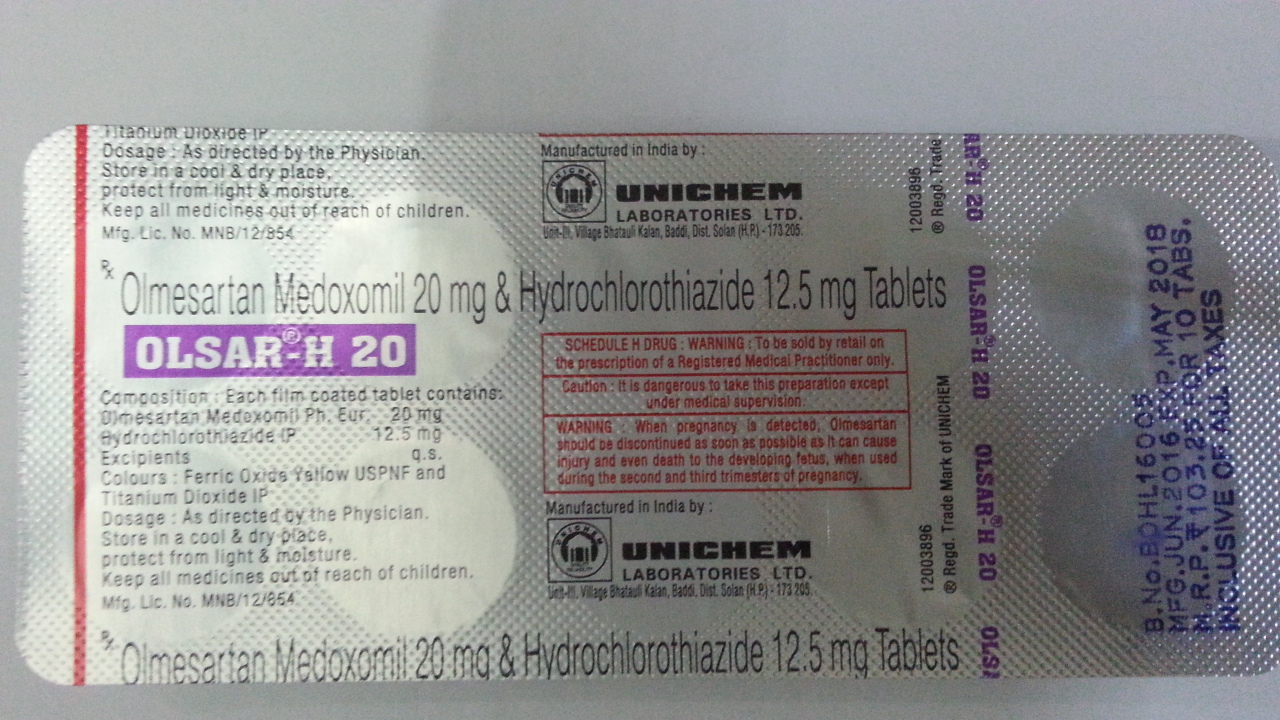 Titanium Dioxide IP
Dosage : As directed by the Physician.
Store in a cool & dry place,
protect from light & moisture.
Keep all medicines out of reach of children.
Mfg. Lic. No. MNB/12/854
Manufactured in India by :
UNICHEM
UNICHEM
LABORATORIES LTD.
Unit-III, Village Bhatauli Kalan, Baddi, Dist. Solan (H.P.) - 173 205.
12003896
® Regd. Trade
AR®-H 20
Rx
Olmesartan Medoxomil 20 mg & Hydrochlorothiazide 12.5 mg Tablets
OLSAR®-H 20
Composition : Each film coated tablet contains:
Olmesartan Medoxomil Ph. Eur. 20 mg
Hydrochlorothiazide IP 12.5 mg
Excipients q.s.
Colours : Ferric Oxide Yellow USPNF and
Titanium Dioxide IP
Dosage : As directed by the Physician.
Store in a cool & dry place,
protect from light & moisture.
Keep all medicines out of reach of children.
Mfg. Lic. No. MNB/12/854
SCHEDULE H DRUG : WARNING : To be sold by retail on
the prescription of a Registered Medical Practitioner only.
Caution : It is dangerous to take this preparation except
under medical supervision.
WARNING : When pregnancy is detected, Olmesartan
should be discontinued as soon as possible as it can cause
injury and even death to the developing fetus, when used
during the second and third trimesters of pregnancy.
Manufactured in India by :
UNICHEM
UNICHEM
LABORATORIES LTD.
Unit-III, Village Bhatauli Kalan, Baddi, Dist. Solan (H.P.) - 173 205.
12003896
® Regd. Trade Mark of UNICHEM
OLSAR®-H 20
OLSAR®-H 20
OLSA
Rx
Olmesartan Medoxomil 20 mg & Hydrochlorothiazide 12.5 mg Tablets
B.No.BOHL16005
MFG.JUN.2016 EXP.MAY 2018
M.R.P.₹103.25 FOR 10 TABS.
INCLUSIVE OF ALL TAXES